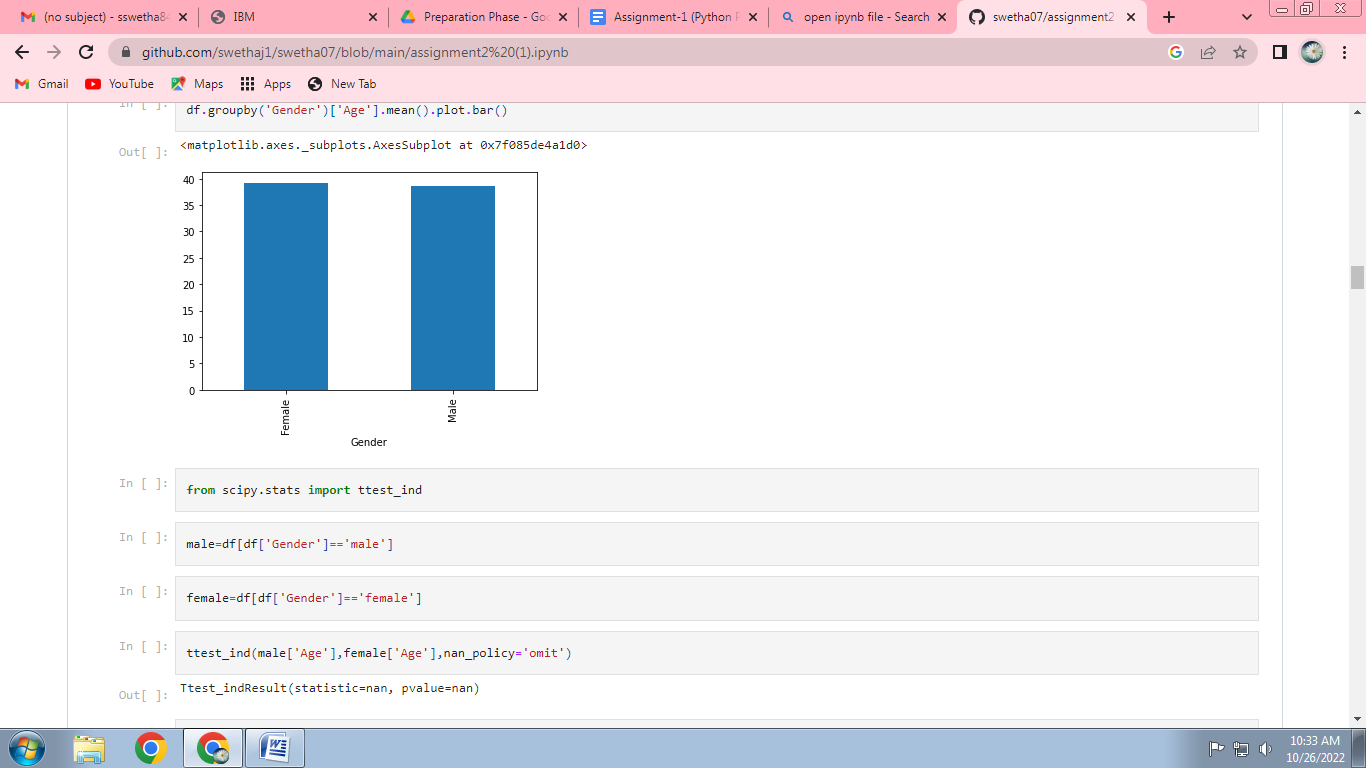 (no subject) - sswetha84
IBM
Preparation Phase - Goo
Assignment-1 (Python P
open ipynb file - Search
swetha07/assignment2
github.com/swethaj1/swetha07/blob/main/assignment2%20(1).ipynb
Gmail
YouTube
Maps
Apps
New Tab
In [ ]:
df.groupby('Gender')['Age'].mean().plot.bar()
Out[ ]:
<matplotlib.axes._subplots.AxesSubplot at 0x7f085de4a1d0>
40
35
30
25
20
15
10
5
0
Female
Male
Gender
In [ ]:
from scipy.stats import ttest_ind
In [ ]:
male=df[df['Gender']=='male']
In [ ]:
female=df[df['Gender']=='female']
In [ ]:
ttest_ind(male['Age'],female['Age'],nan_policy='omit')
Out[ ]:
Ttest_indResult(statistic=nan, pvalue=nan)
10:33 AM
10/26/2022